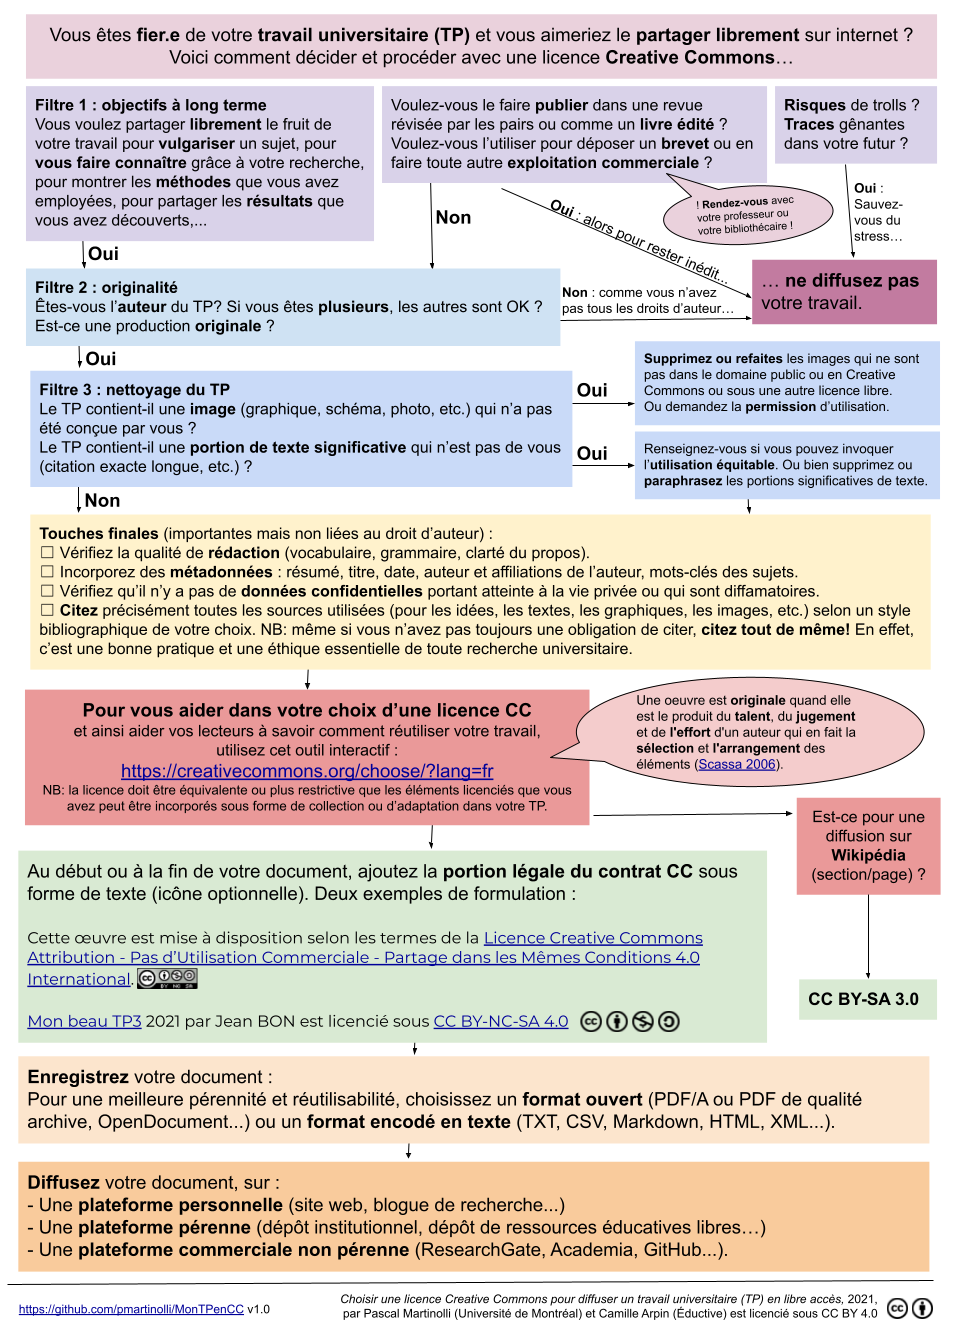 Vous êtes fier.e de votre travail universitaire (TP) et vous aimeriez le partager librement sur internet ?
Voici comment décider et procéder avec une licence Creative Commons…
Filtre 1 : objectifs à long terme
Vous voulez partager librement le fruit de
votre travail pour vulgariser un sujet, pour
vous faire connaître grâce à votre recherche,
pour montrer les méthodes que vous avez
employées, pour partager les résultats que
vous avez découverts,...
Voulez-vous le faire publier dans une revue
révisée par les pairs ou comme un livre édité ?
Voulez-vous l'utiliser pour déposer un brevet ou en
faire toute autre exploitation commerciale ?
Risques de trolls ?
Traces gênantes
dans votre futur ?
! Rendez-vous avec
votre professeur ou
votre bibliothécaire !
Oui :
Sauvez-
vous du
stress…
Oui
Non
Oui : alors pour rester inédit...
Filtre 2 : originalité
Êtes-vous l'auteur du TP? Si vous êtes plusieurs, les autres sont OK ?
Est-ce une production originale ?
Non : comme vous n'avez
pas tous les droits d'auteur…
… ne diffusez pas
votre travail.
Oui
Filtre 3 : nettoyage du TP
Le TP contient-il une image (graphique, schéma, photo, etc.) qui n'a pas
été conçue par vous ?
Le TP contient-il une portion de texte significative qui n'est pas de vous
(citation exacte longue, etc.) ?
Oui
Supprimez ou refaites les images qui ne sont
pas dans le domaine public ou en Creative
Commons ou sous une autre licence libre.
Ou demandez la permission d'utilisation.
Oui
Renseignez-vous si vous pouvez invoquer
l'utilisation équitable. Ou bien supprimez ou
paraphrasez les portions significatives de texte.
Non
Touches finales (importantes mais non liées au droit d'auteur) :
☐ Vérifiez la qualité de rédaction (vocabulaire, grammaire, clarté du propos).
☐ Incorporez des métadonnées : résumé, titre, date, auteur et affiliations de l'auteur, mots-clés des sujets.
☐ Vérifiez qu'il n'y a pas de données confidentielles portant atteinte à la vie privée ou qui sont diffamatoires.
☐ Citez précisément toutes les sources utilisées (pour les idées, les textes, les graphiques, les images, etc.) selon un style
bibliographique de votre choix. NB: même si vous n'avez pas toujours une obligation de citer, citez tout de même! En effet,
c'est une bonne pratique et une éthique essentielle de toute recherche universitaire.
Pour vous aider dans votre choix d'une licence CC
et ainsi aider vos lecteurs à savoir comment réutiliser votre travail,
utilisez cet outil interactif :
https://creativecommons.org/choose/?lang=fr
NB: la licence doit être équivalente ou plus restrictive que les éléments licenciés que vous
avez peut être incorporés sous forme de collection ou d'adaptation dans votre TP.
Une oeuvre est originale quand elle
est le produit du talent, du jugement
et de l'effort d'un auteur qui en fait la
sélection et l'arrangement des
éléments (Scassa 2006).
Est-ce pour une
diffusion sur
Wikipédia
(section/page) ?
CC BY-SA 3.0
Au début ou à la fin de votre document, ajoutez la portion légale du contrat CC sous
forme de texte (icône optionnelle). Deux exemples de formulation :
Cette œuvre est mise à disposition selon les termes de la Licence Creative Commons
Attribution - Pas d'Utilisation Commerciale - Partage dans les Mêmes Conditions 4.0
International. cc BY NC SA
Mon beau TP3 2021 par Jean BON est licencié sous CC BY-NC-SA 4.0 cc
Enregistrez votre document :
Pour une meilleure pérennité et réutilisabilité, choisissez un format ouvert (PDF/A ou PDF de qualité
archive, OpenDocument...) ou un format encodé en texte (TXT, CSV, Markdown, HTML, XML...).
Diffusez votre document, sur :
- Une plateforme personnelle (site web, blogue de recherche...)
- Une plateforme pérenne (dépôt institutionnel, dépôt de ressources éducatives libres…)
- Une plateforme commerciale non pérenne (ResearchGate, Academia, GitHub...).
https://github.com/pmartinolli/MonTPenCC v1.0
Choisir une licence Creative Commons pour diffuser un travail universitaire (TP) en libre accès, 2021,
par Pascal Martinolli (Université de Montréal) et Camille Arpin (Éductive) est licencié sous CC BY 4.0 cc